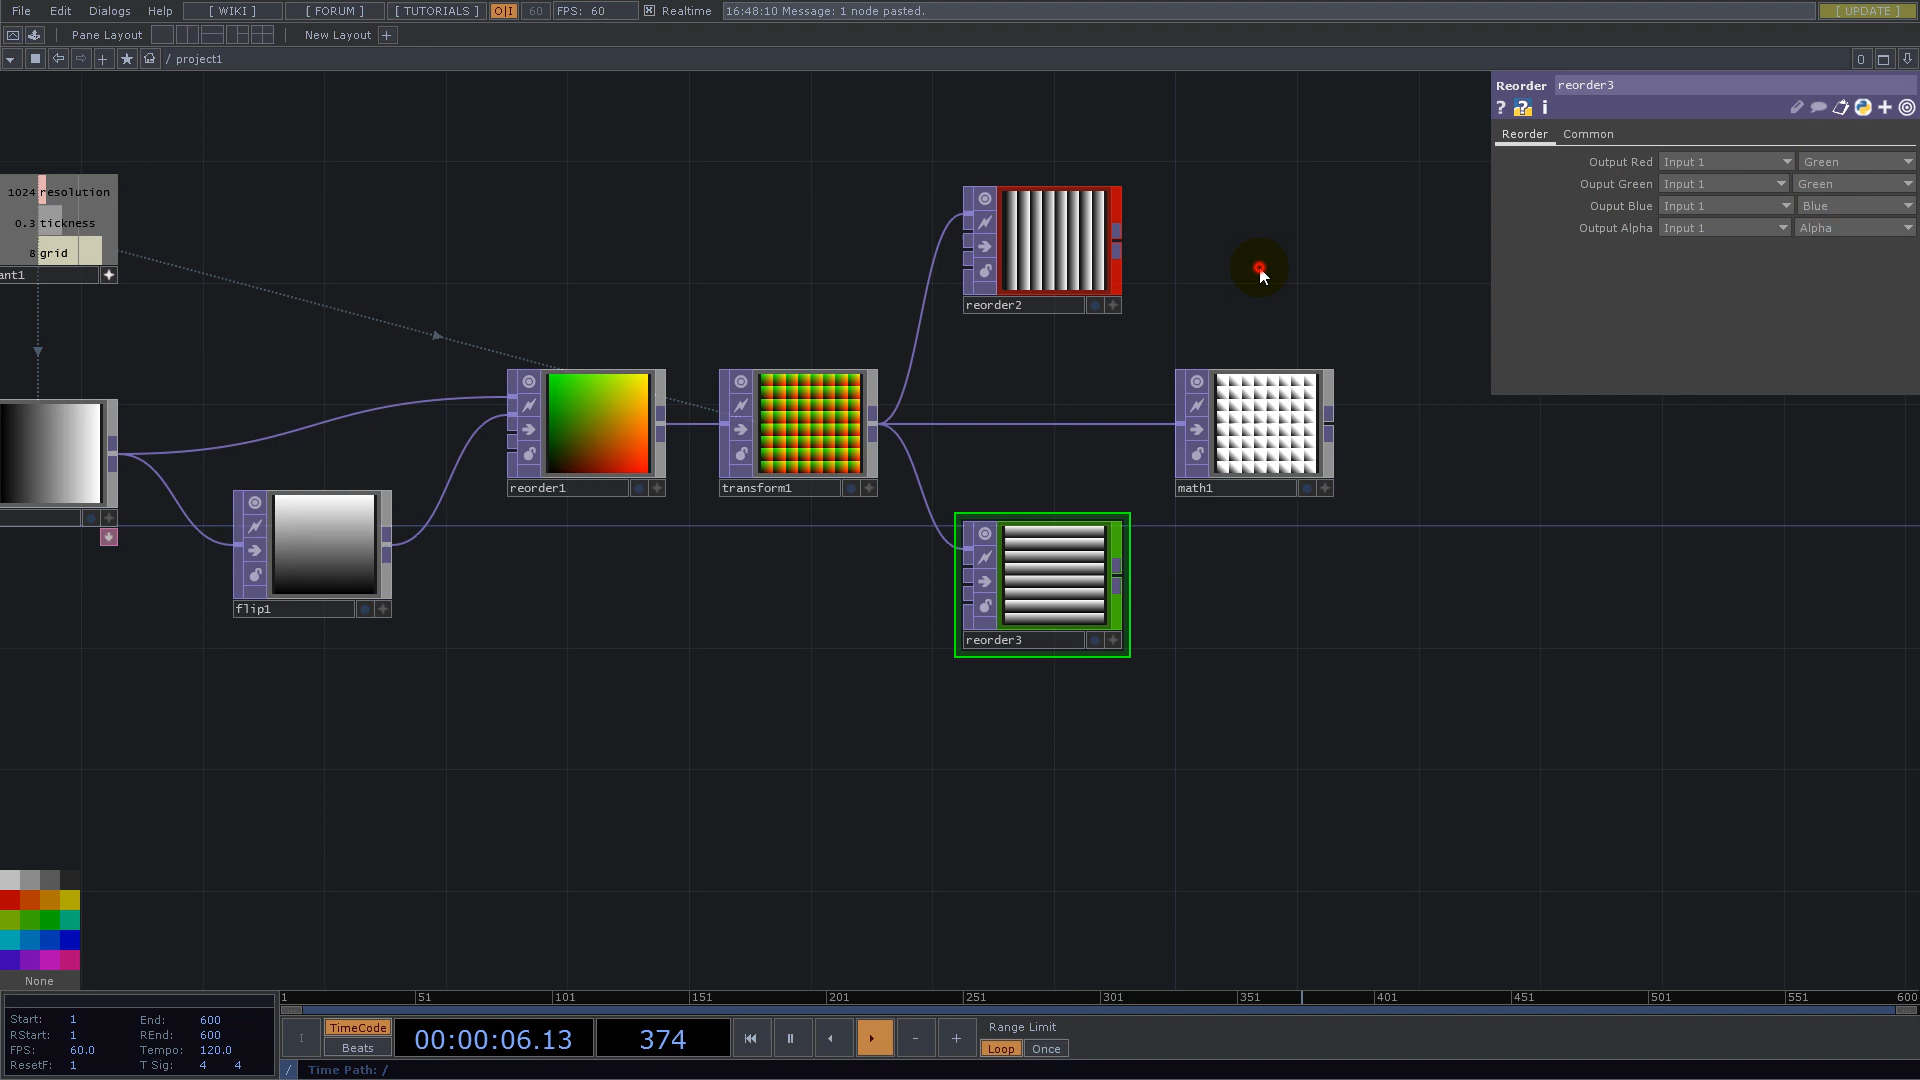 File Edit Dialogs Help [ WIKI ] [ FORUM ] [ TUTORIALS ] O|I 60 FPS: 60 Realtime 16:48:10 Message: 1 node pasted. [ UPDATE ]
Pane Layout New Layout +
/ project1 0
Reorder reorder3
? ? i
Reorder Common
Output Red Input 1 Green
Ouput Green Input 1 Green
Ouput Blue Input 1 Blue
Output Alpha Input 1 Alpha
1024 resolution
0.3 tickness
8 grid
ant1
reorder2
reorder1
transform1
math1
flip1
reorder3
None
1 51 101 151 201 251 301 351 401 451 501 551 600
Start: 1 End: 600
RStart: 1 REnd: 600
FPS: 60.0 Tempo: 120.0
ResetF: 1 T Sig: 4 4
I TimeCode
Beats
00:00:06.13 374
- +
Range Limit
Loop Once
/ Time Path: /